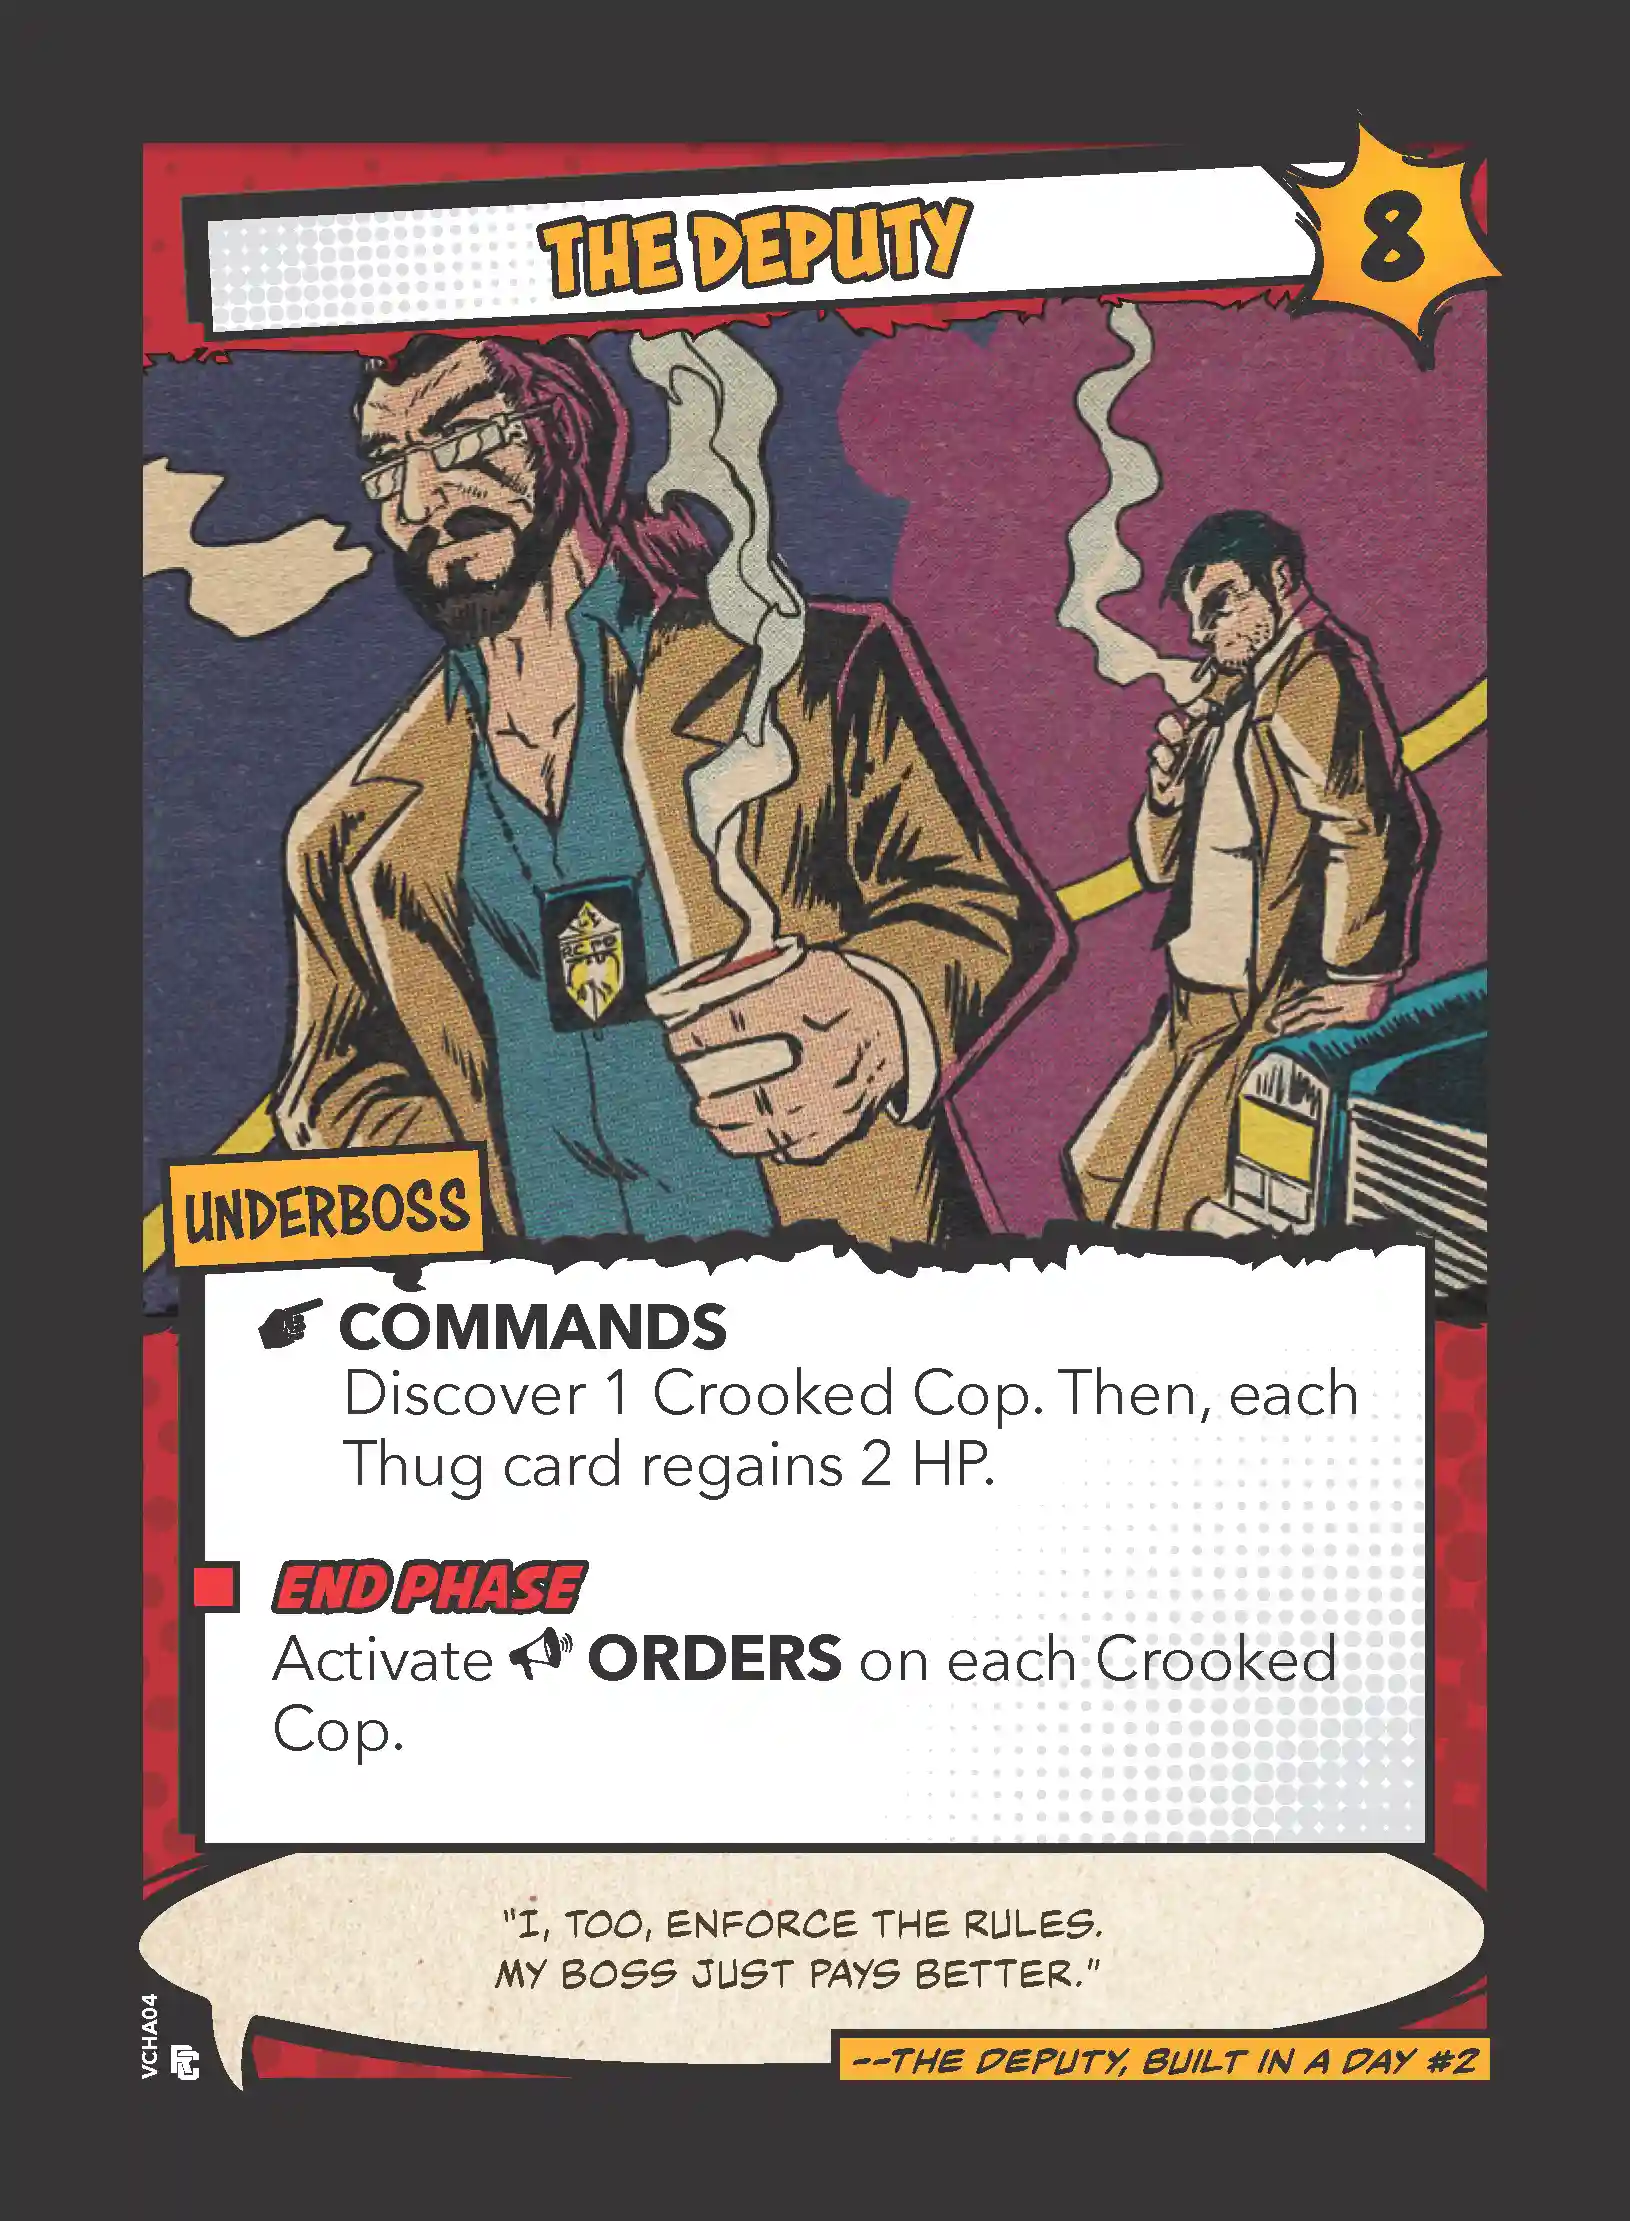 THE DEPUTY
8
RCPD
UNDERBOSS
COMMANDS
Discover 1 Crooked Cop. Then, each
Thug card regains 2 HP.
END PHASE
Activate ORDERS on each Crooked
Cop.
"I, TOO, ENFORCE THE RULES.
MY BOSS JUST PAYS BETTER."
--THE DEPUTY, BUILT IN A DAY #2
VCHA04